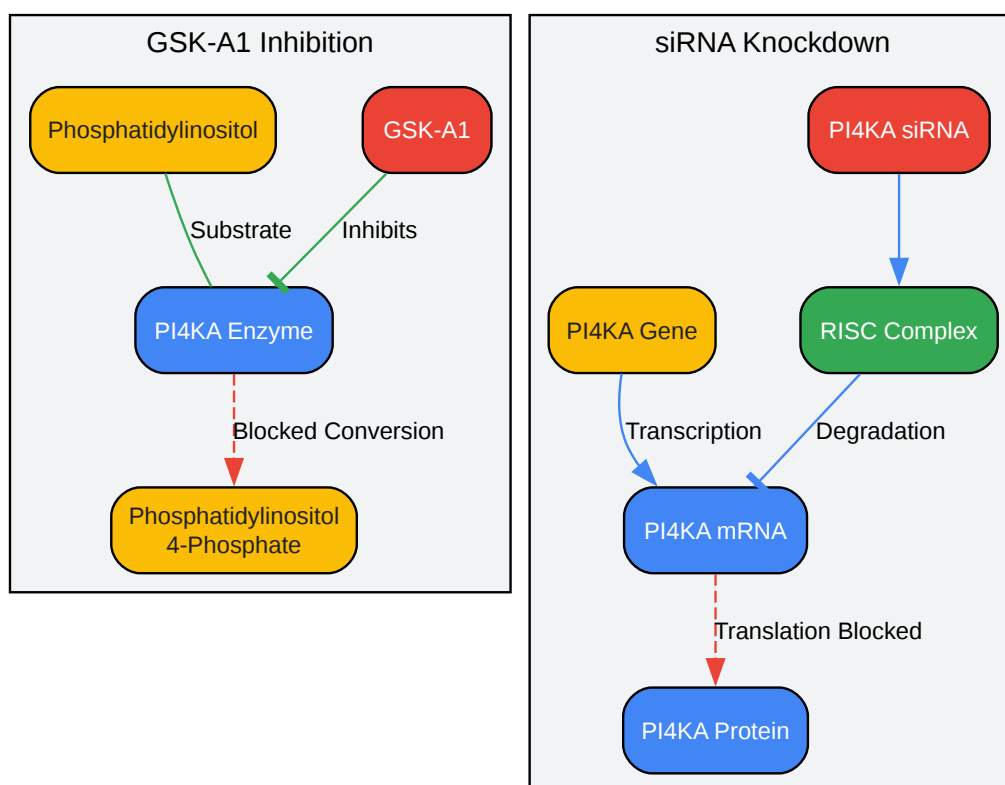 GSK-A1 Inhibition
Phosphatidylinositol
GSK-A1
Substrate
Inhibits
PI4KA Enzyme
Blocked Conversion
Phosphatidylinositol
4-Phosphate
siRNA Knockdown
PI4KA siRNA
PI4KA Gene
RISC Complex
Transcription
Degradation
PI4KA mRNA
Translation Blocked
PI4KA Protein